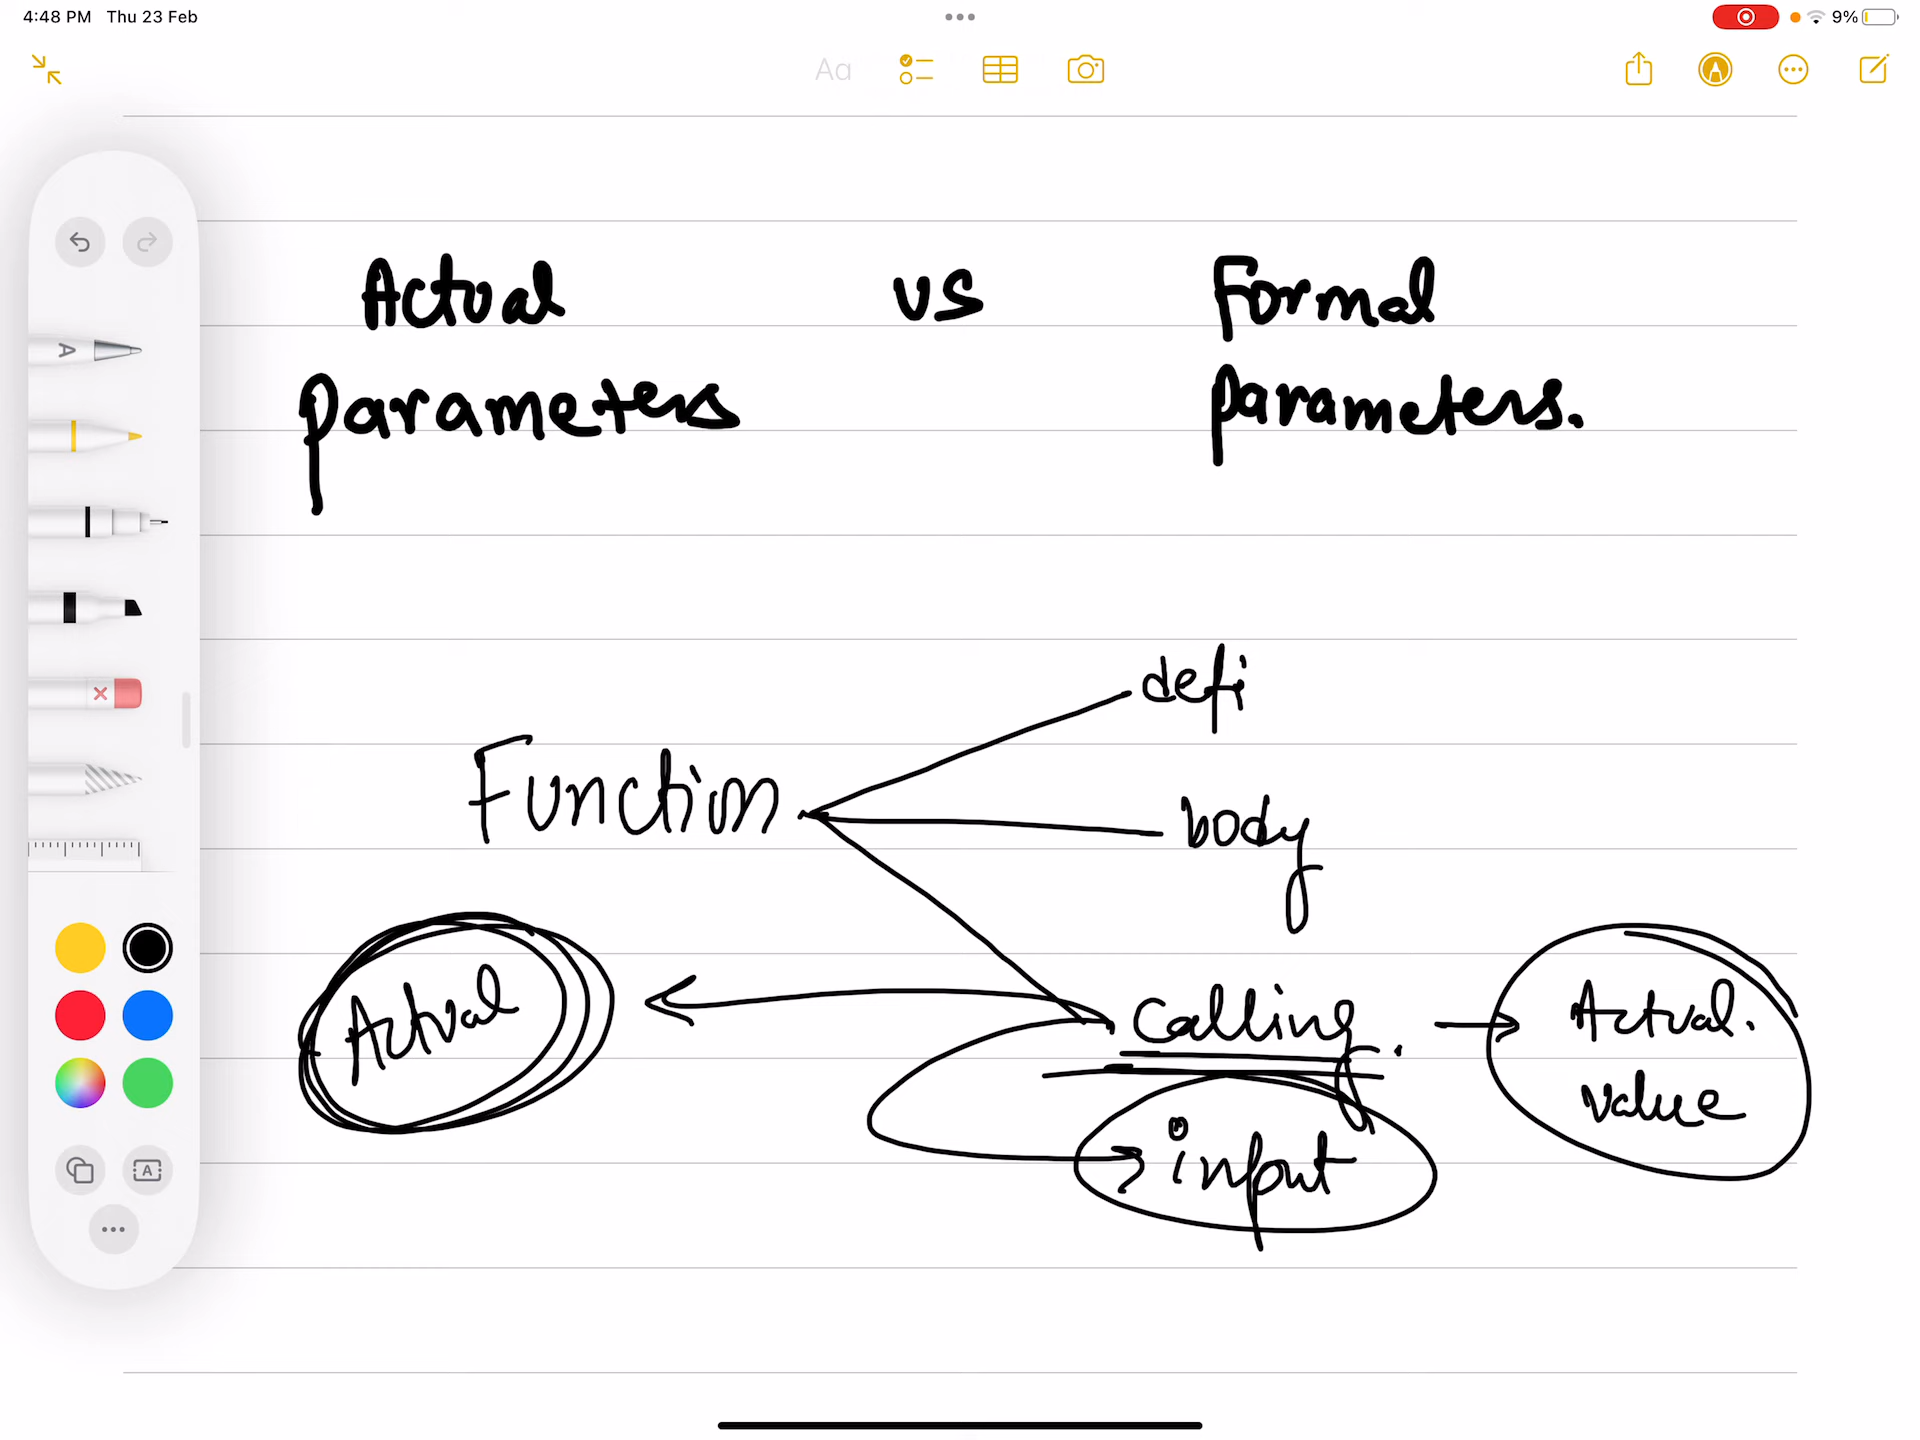 4:48 PM Thu 23 Feb
9%
Aa
Actual vs Formal
parameters parameters.
defi
Function
body
Actual
calling.
Actual.
value
input